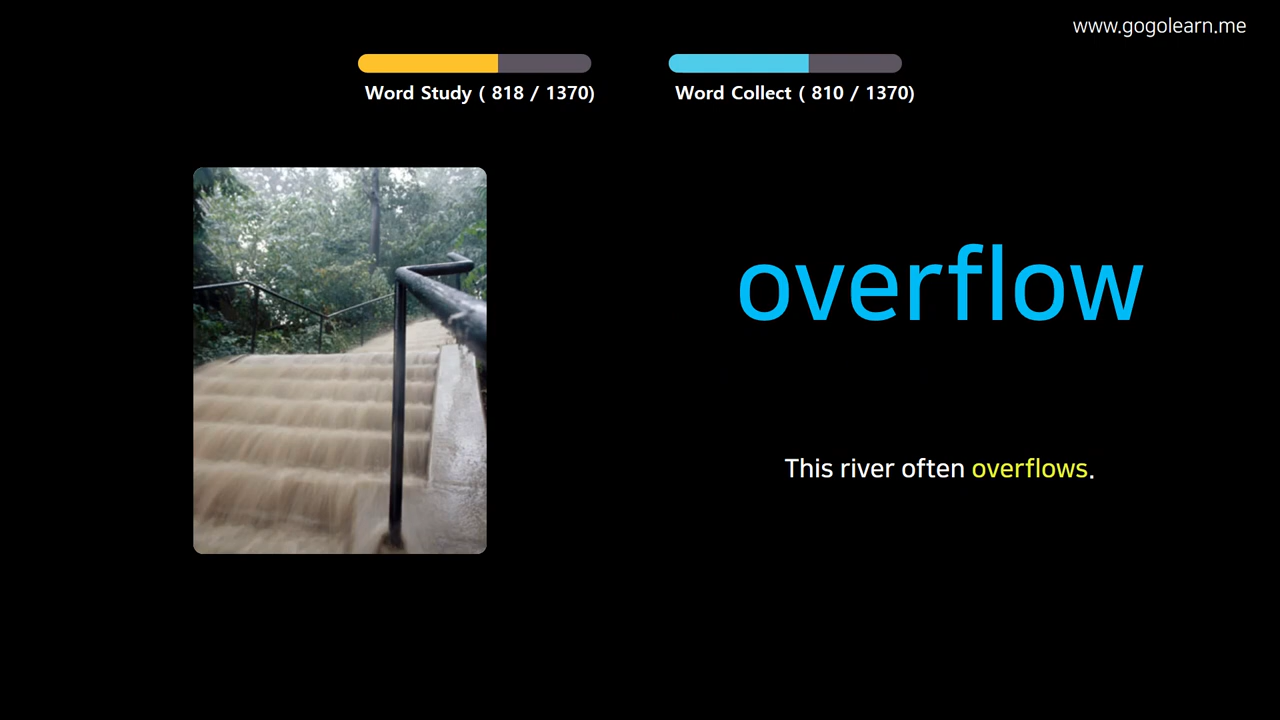 www.gogolearn.me
Word Study ( 818 / 1370)
Word Collect ( 810 / 1370)
overflow
This river often overflows.